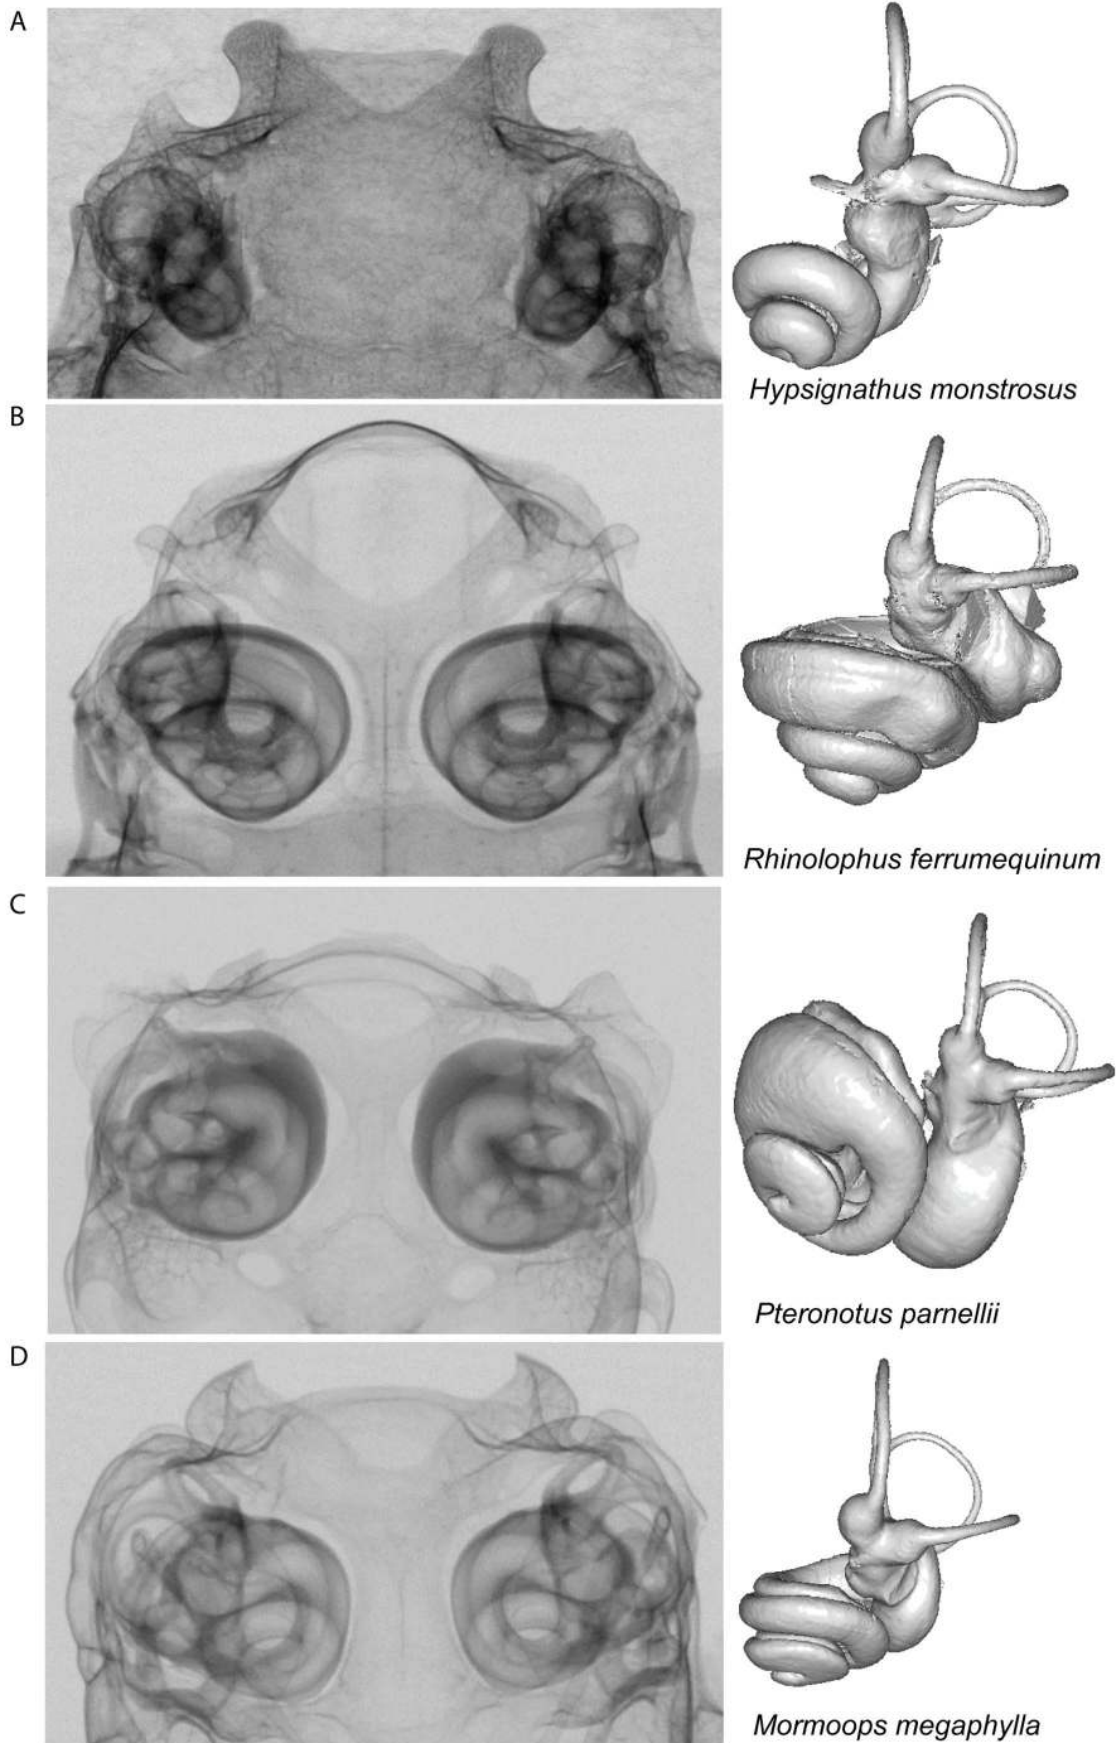 A
Hypsignathus monstrosus
B
Rhinolophus ferrumequinum
C
Pteronotus parnellii
D
Mormoops megaphylla